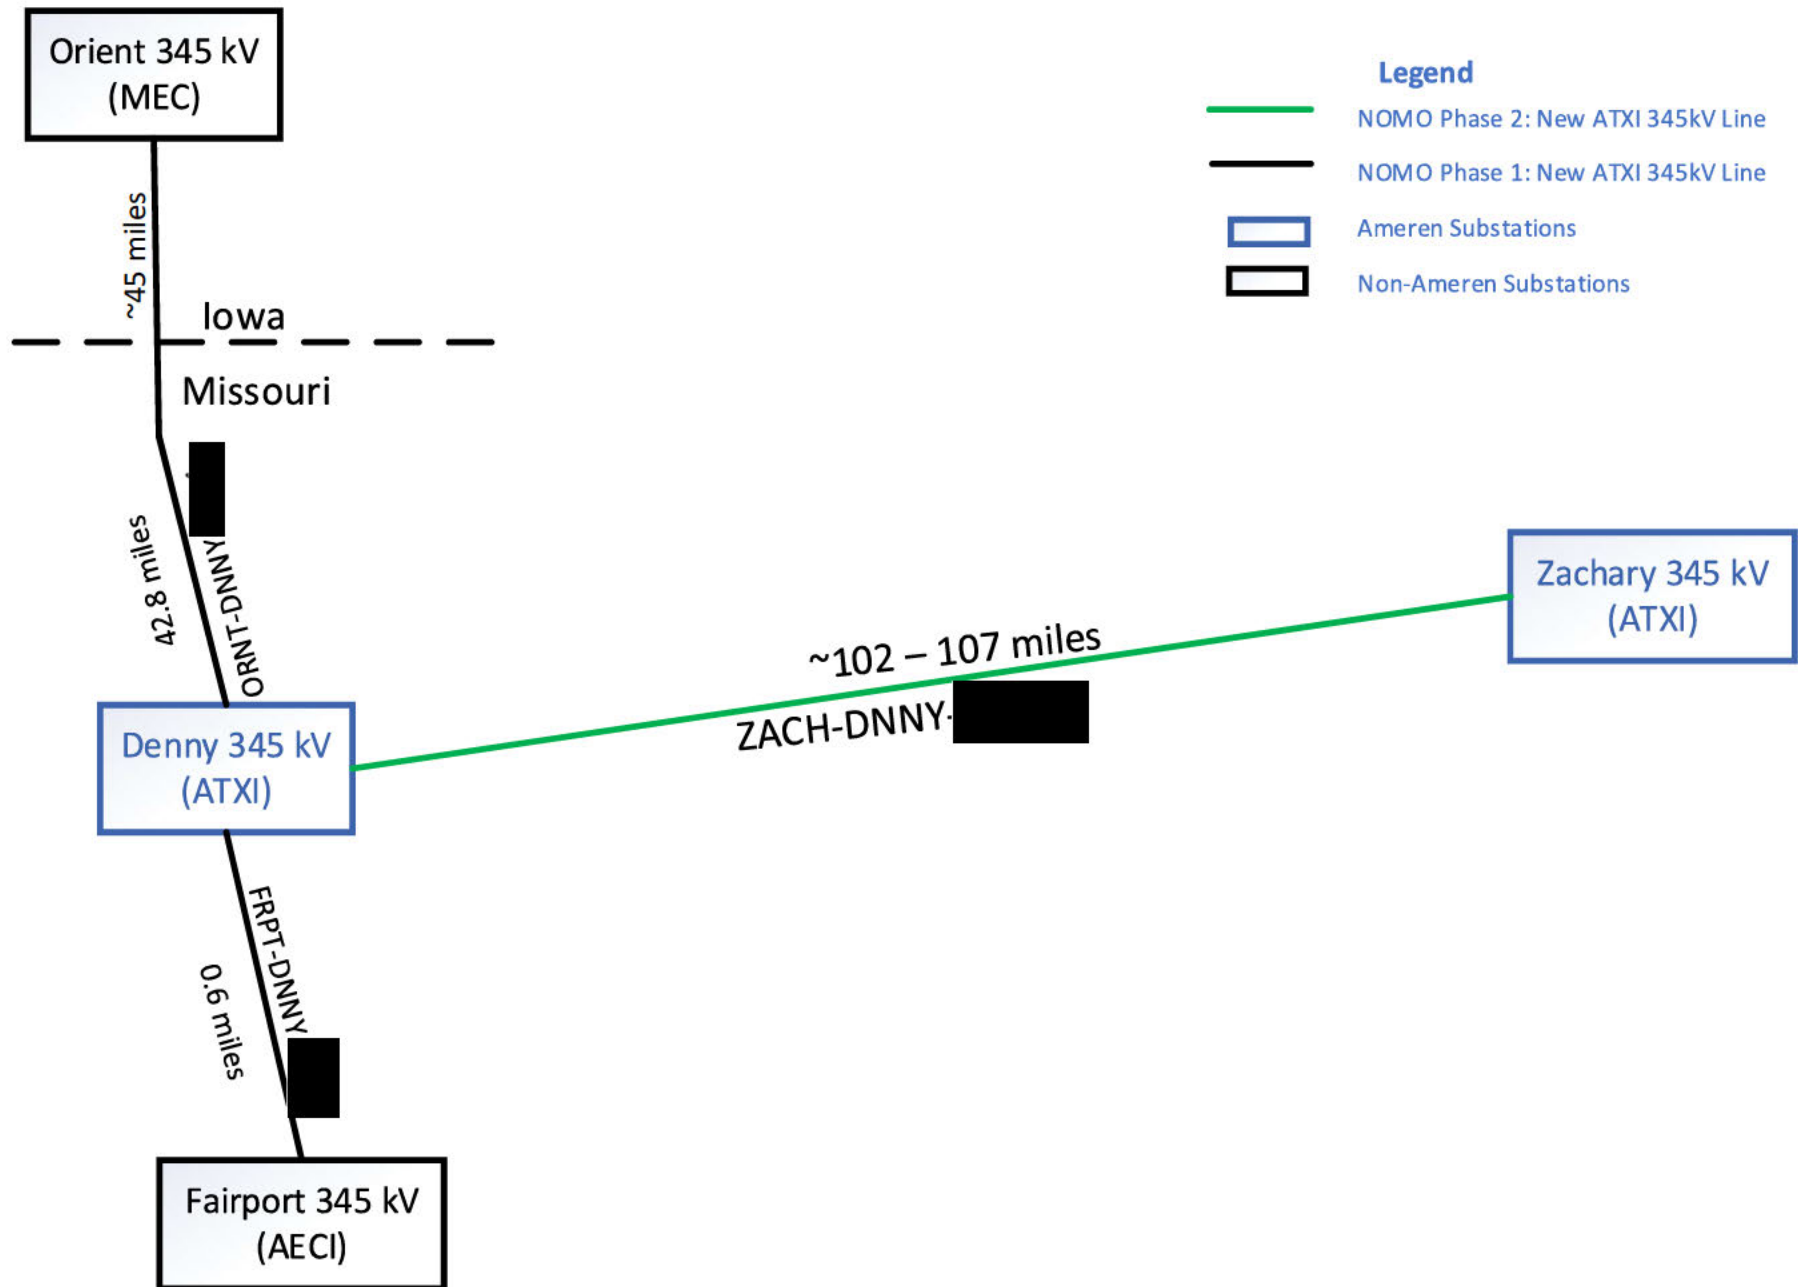 Orient 345 kV
(MEC)
Legend
NOMO Phase 2: New ATXI 345kV Line
NOMO Phase 1: New ATXI 345kV Line
Ameren Substations
Non-Ameren Substations
~45 miles
Iowa
Missouri
42.8 miles
ORNT-DNNY
Zachary 345 kV
(ATXI)
~102 – 107 miles
ZACH-DNNY-
Denny 345 kV
(ATXI)
FRPT-DNNY
0.6 miles
Fairport 345 kV
(AECI)